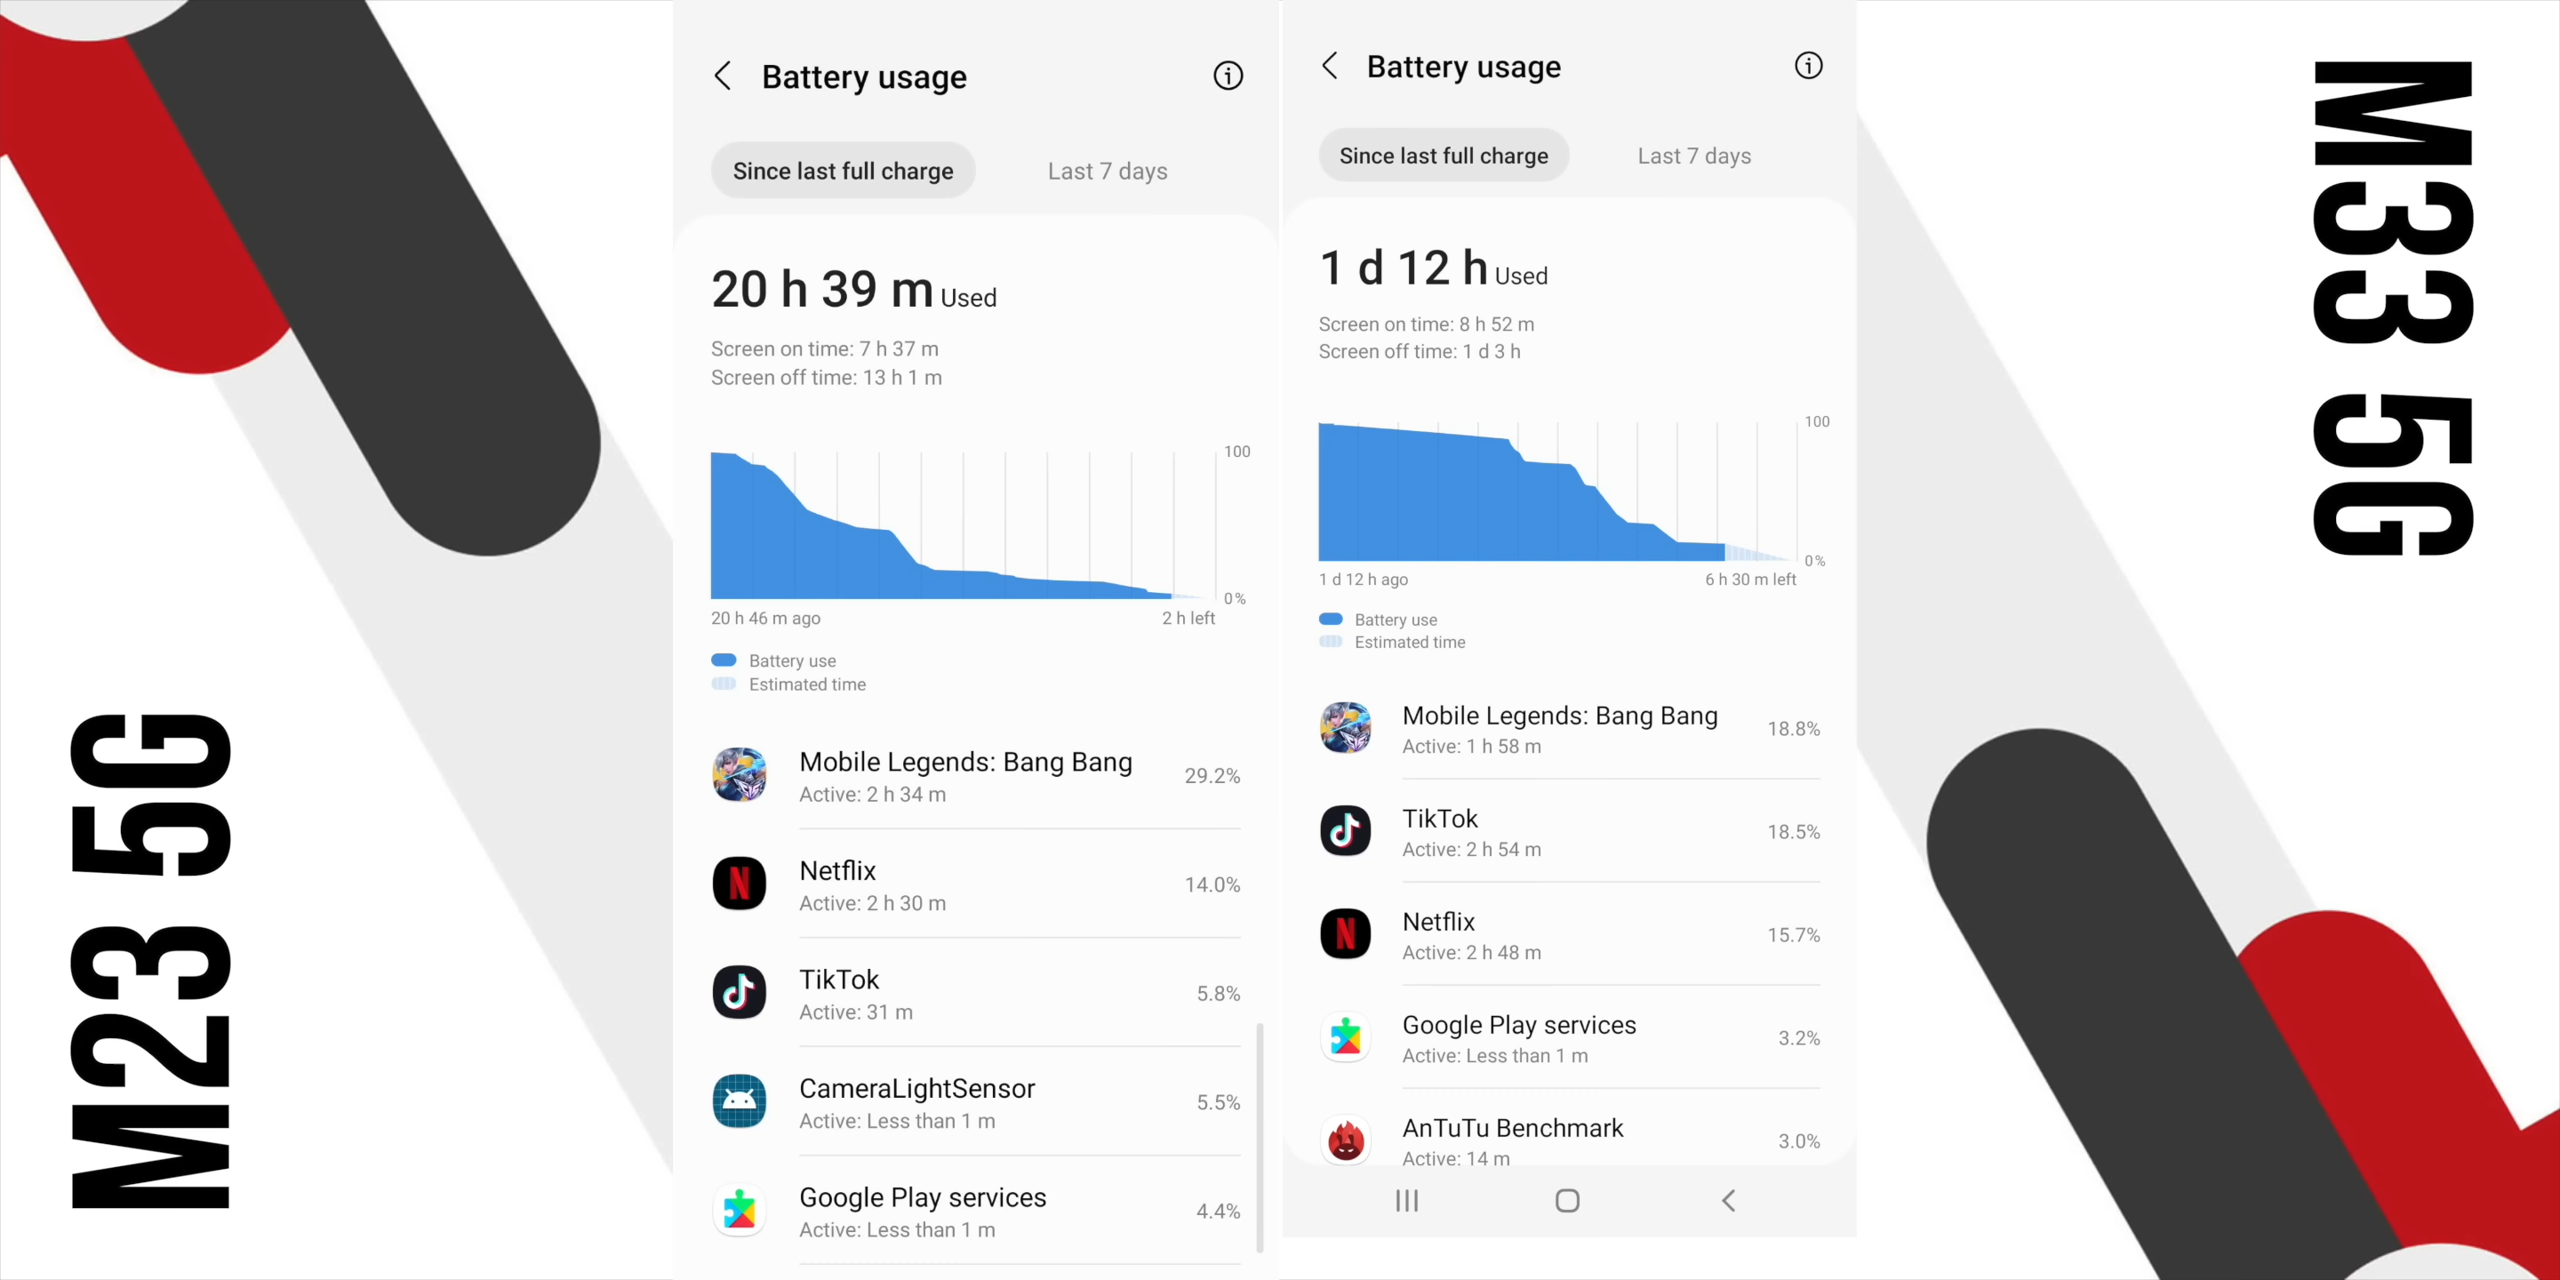 M23 5G
Battery usage
Since last full charge
Last 7 days
20 h 39 m Used
Screen on time: 7 h 37 m
Screen off time: 13 h 1 m
100
0%
20 h 46 m ago
2 h left
Battery use
Estimated time
Mobile Legends: Bang Bang
29.2%
Active: 2 h 34 m
Netflix
14.0%
Active: 2 h 30 m
TikTok
5.8%
Active: 31 m
CameraLightSensor
5.5%
Active: Less than 1 m
Google Play services
4.4%
Active: Less than 1 m
Battery usage
Since last full charge
Last 7 days
1 d 12 h Used
Screen on time: 8 h 52 m
Screen off time: 1 d 3 h
100
0%
1 d 12 h ago
6 h 30 m left
Battery use
Estimated time
Mobile Legends: Bang Bang
18.8%
Active: 1 h 58 m
TikTok
18.5%
Active: 2 h 54 m
Netflix
15.7%
Active: 2 h 48 m
Google Play services
3.2%
Active: Less than 1 m
AnTuTu Benchmark
3.0%
Active: 14 m
M33 5G